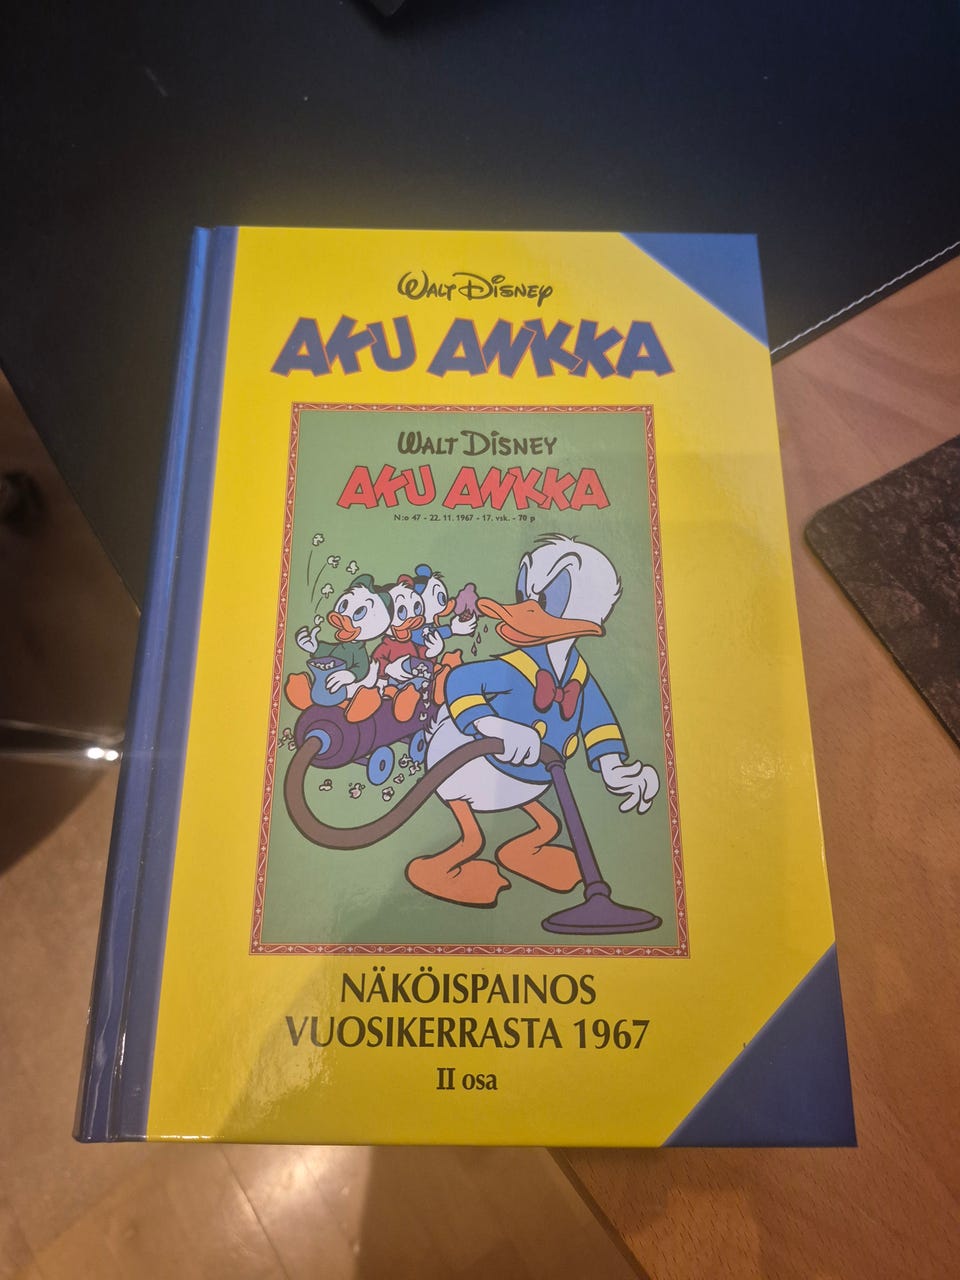 WALT DISNEY
AKU ANKKA
WALT DISNEY
AKU ANKKA
N:o 47 - 22. 11. 1967 - 17. vsk. - 70 p
NÄKÖISPAINOS
VUOSIKERRASTA 1967
II osa